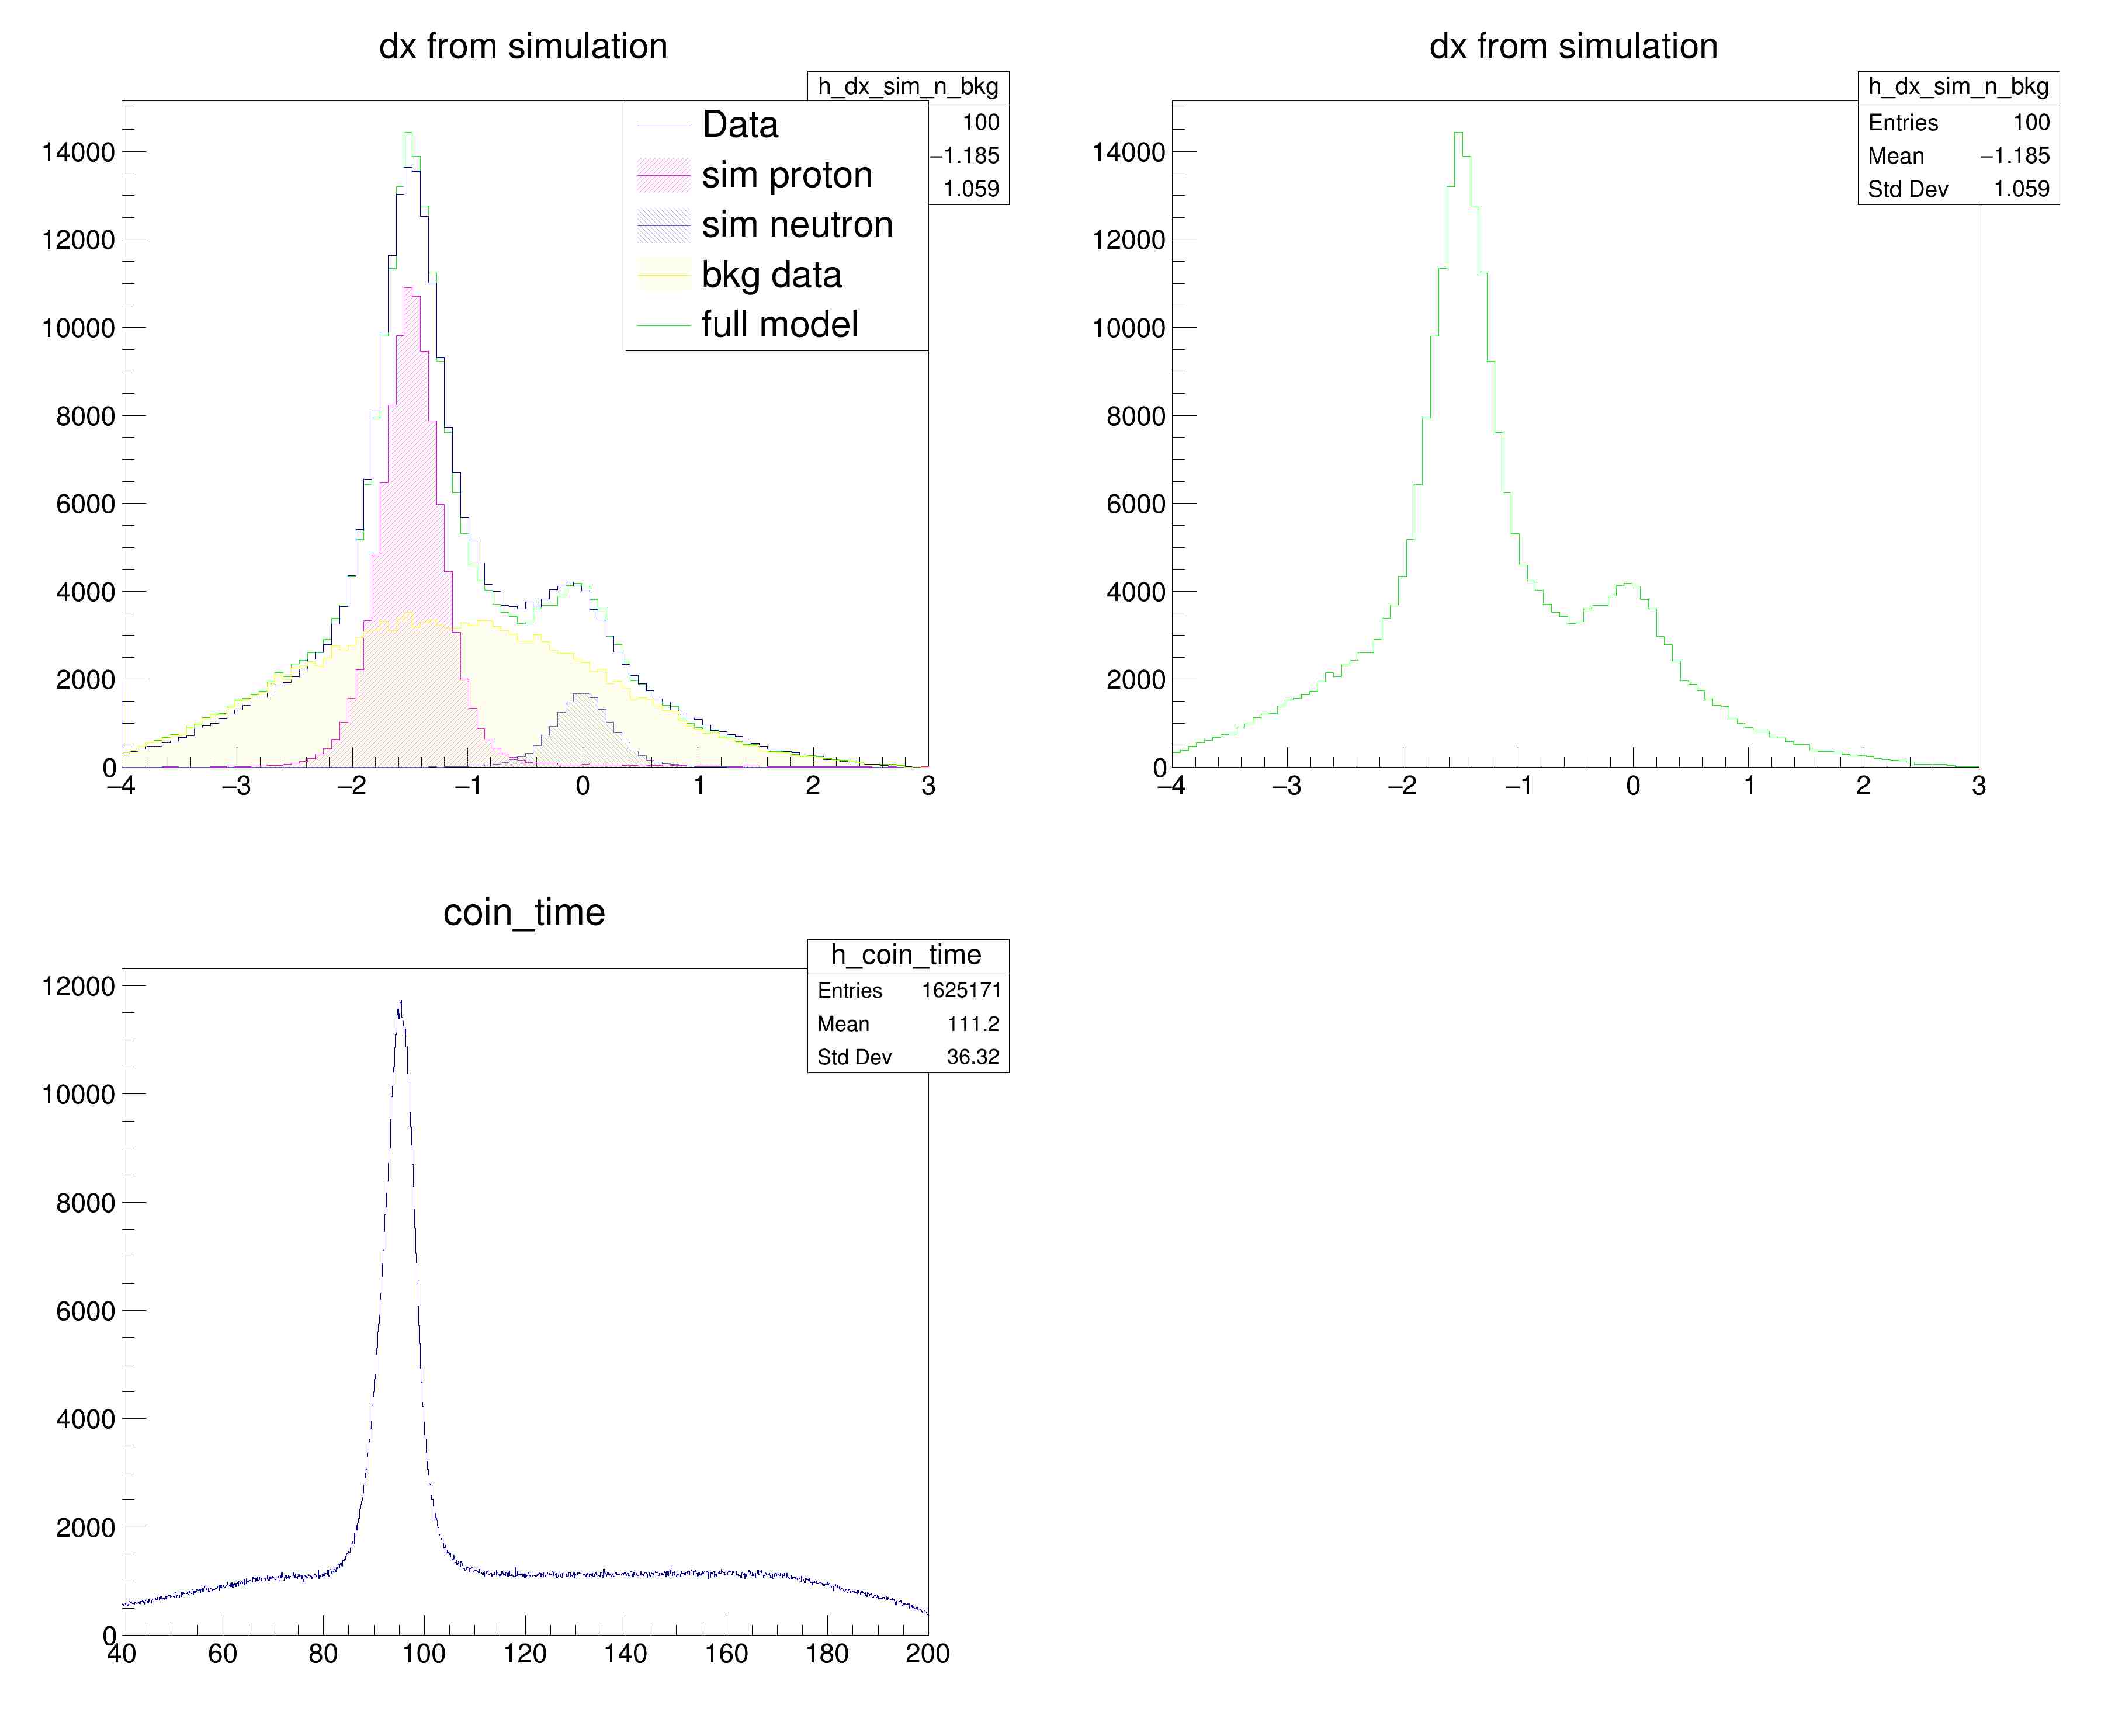 dx from simulation
h_dx_sim_n_bkg
100
−1.185
1.059
Data
sim proton
sim neutron
bkg data
full model
14000
12000
10000
8000
6000
4000
2000
0
−4 −3 −2 −1 0 1 2 3
dx from simulation
h_dx_sim_n_bkg
Entries 100
Mean −1.185
Std Dev 1.059
14000
12000
10000
8000
6000
4000
2000
0
−4 −3 −2 −1 0 1 2 3
coin_time
h_coin_time
Entries 1625171
Mean 111.2
Std Dev 36.32
12000
10000
8000
6000
4000
2000
0
40 60 80 100 120 140 160 180 200